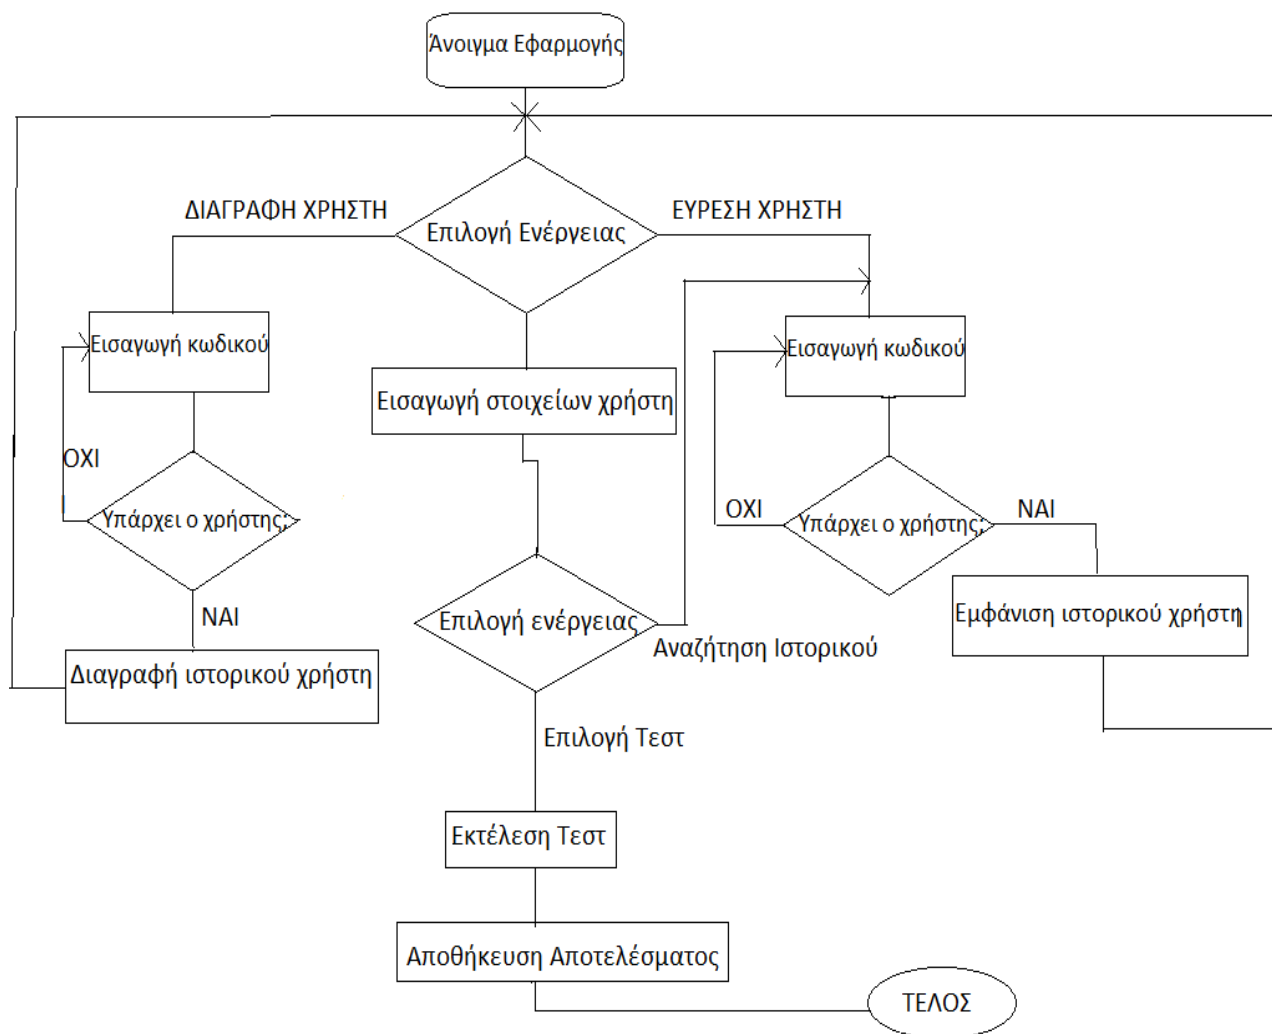 Άνοιγμα Εφαρμογής
ΔΙΑΓΡΑΦΗ ΧΡΗΣΤΗ
ΕΥΡΕΣΗ ΧΡΗΣΤΗ
Επιλογή Ενέργειας
Εισαγωγή κωδικού
Εισαγωγή κωδικού
Εισαγωγή στοιχείων χρήστη
ΟΧΙ
Υπάρχει ο χρήστης;
ΟΧΙ
Υπάρχει ο χρήστης;
ΝΑΙ
ΝΑΙ
Επιλογή ενέργειας
Εμφάνιση ιστορικού χρήστη
Αναζήτηση Ιστορικού
Διαγραφή ιστορικού χρήστη
Επιλογή Τεστ
Εκτέλεση Τεστ
Αποθήκευση Αποτελέσματος
ΤΕΛΟΣ